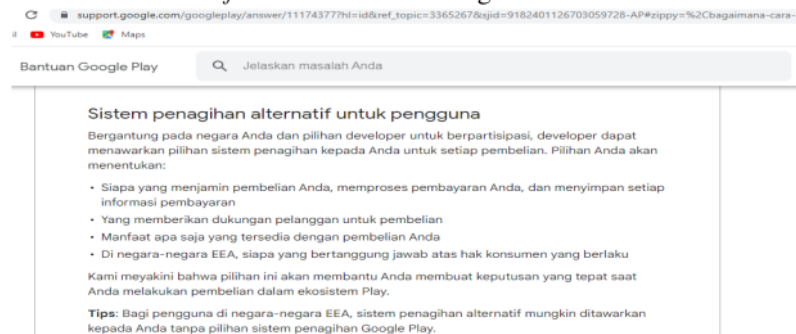 support.google.com/googleplay/answer/11174377?hl=id&ref_topic=3365267&sjid=9182401126703059728-AP#zippy=%2Cbagaimana-cara-
YouTube Maps
Bantuan Google Play Jelaskan masalah Anda
Sistem penagihan alternatif untuk pengguna
Bergantung pada negara Anda dan pilihan developer untuk berpartisipasi, developer dapat
menawarkan pilihan sistem penagihan kepada Anda untuk setiap pembelian. Pilihan Anda akan
menentukan:
• Siapa yang menjamin pembelian Anda, memproses pembayaran Anda, dan menyimpan setiap
informasi pembayaran
• Yang memberikan dukungan pelanggan untuk pembelian
• Manfaat apa saja yang tersedia dengan pembelian Anda
• Di negara-negara EEA, siapa yang bertanggung jawab atas hak konsumen yang berlaku
Kami meyakini bahwa pilihan ini akan membantu Anda membuat keputusan yang tepat saat
Anda melakukan pembelian dalam ekosistem Play.
Tips: Bagi pengguna di negara-negara EEA, sistem penagihan alternatif mungkin ditawarkan
kepada Anda tanpa pilihan sistem penagihan Google Play.